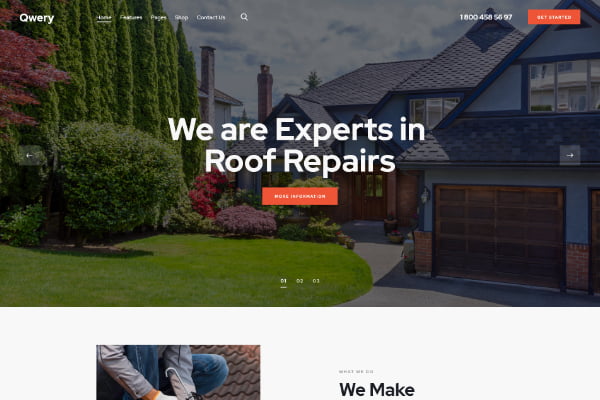 Qwery
Home Features Pages Shop Contact Us
1 800 458 56 97
GET STARTED
We are Experts in
Roof Repairs
MORE INFORMATION
01 02 03
WHAT WE DO
We Make